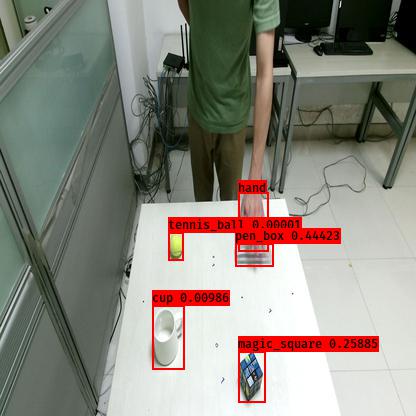 hand
tennis_ball 0.00001
pen_box 0.44423
cup 0.00986
magic_square 0.25885